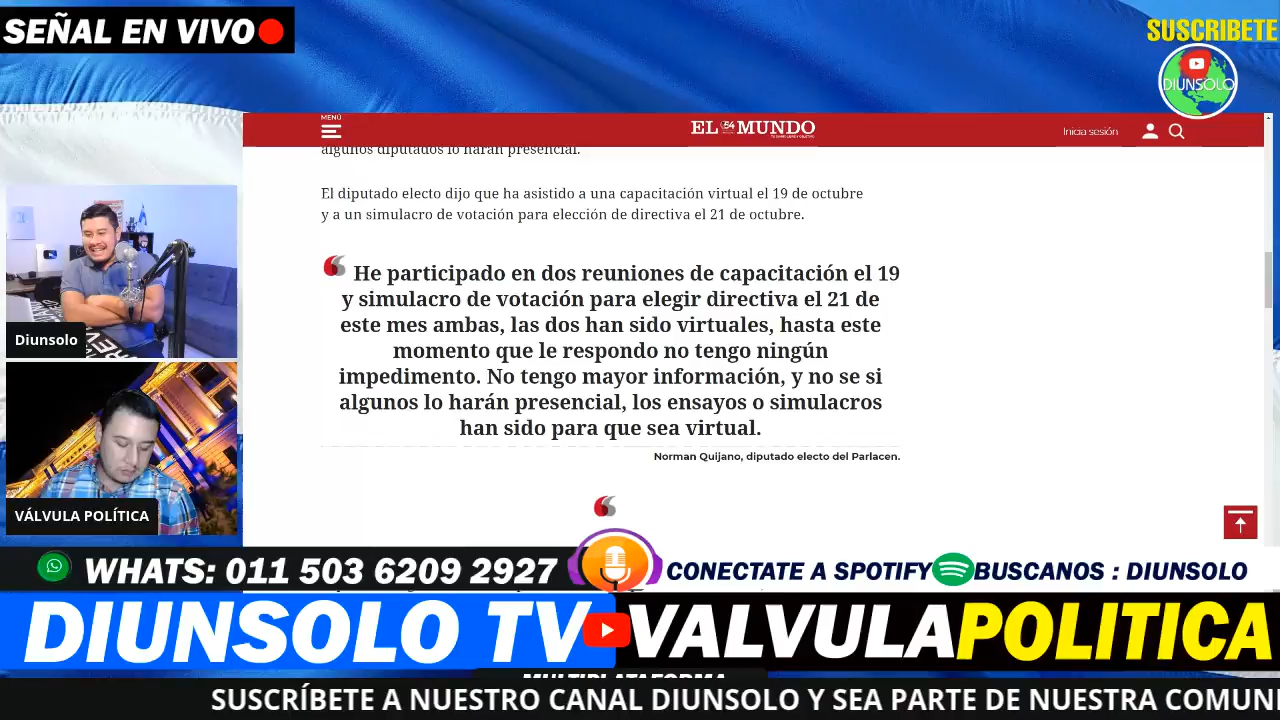 SEÑAL EN VIVO
SUSCRIBETE
DIUNSOLO
MENÚ
EL 54 MUNDO
Inicia sesión
algunos diputados lo harán presencial.
El diputado electo dijo que ha asistido a una capacitación virtual el 19 de octubre
y a un simulacro de votación para elección de directiva el 21 de octubre.
He participado en dos reuniones de capacitación el 19
y simulacro de votación para elegir directiva el 21 de
este mes ambas, las dos han sido virtuales, hasta este
momento que le respondo no tengo ningún
impedimento. No tengo mayor información, y no se si
algunos lo harán presencial, los ensayos o simulacros
han sido para que sea virtual.
Norman Quijano, diputado electo del Parlacen.
Diunsolo
VÁLVULA POLÍTICA
WHATS: 011 503 6209 2927
CONECTATE A SPOTIFY BUSCANOS : DIUNSOLO
DIUNSOLO TV VALVULAPOLITICA
MULTIPLATAFORMA
SUSCRÍBETE A NUESTRO CANAL DIUNSOLO Y SEA PARTE DE NUESTRA COMUNI